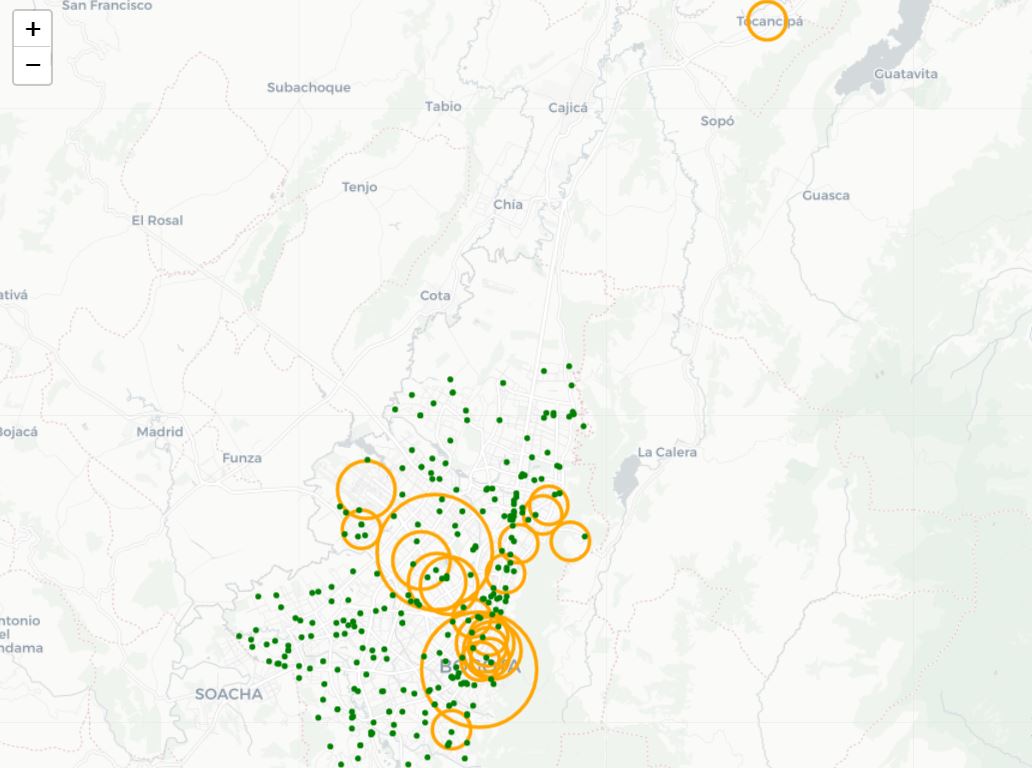 San Francisco
+
−
Tocancipá
Guatavita
Subachoque
Tabio
Cajicá
Sopó
Tenjo
Guasca
Chía
El Rosal
ativá
Cota
Bojacá
Madrid
Funza
La Calera
ntonio
el
ndama
BOGOTA
SOACHA